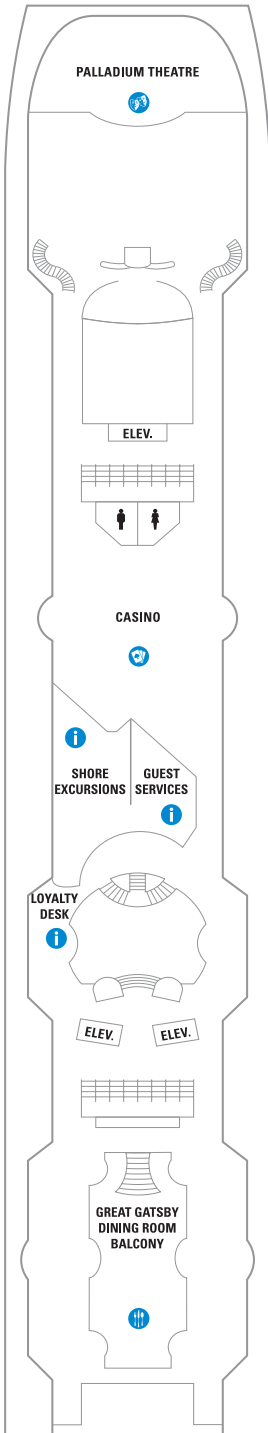 PALLADIUM THEATRE
ELEV.
CASINO
SHORE
EXCURSIONS
GUEST
SERVICES
LOYALTY
DESK
ELEV.
ELEV.
GREAT GATSBY
DINING ROOM
BALCONY